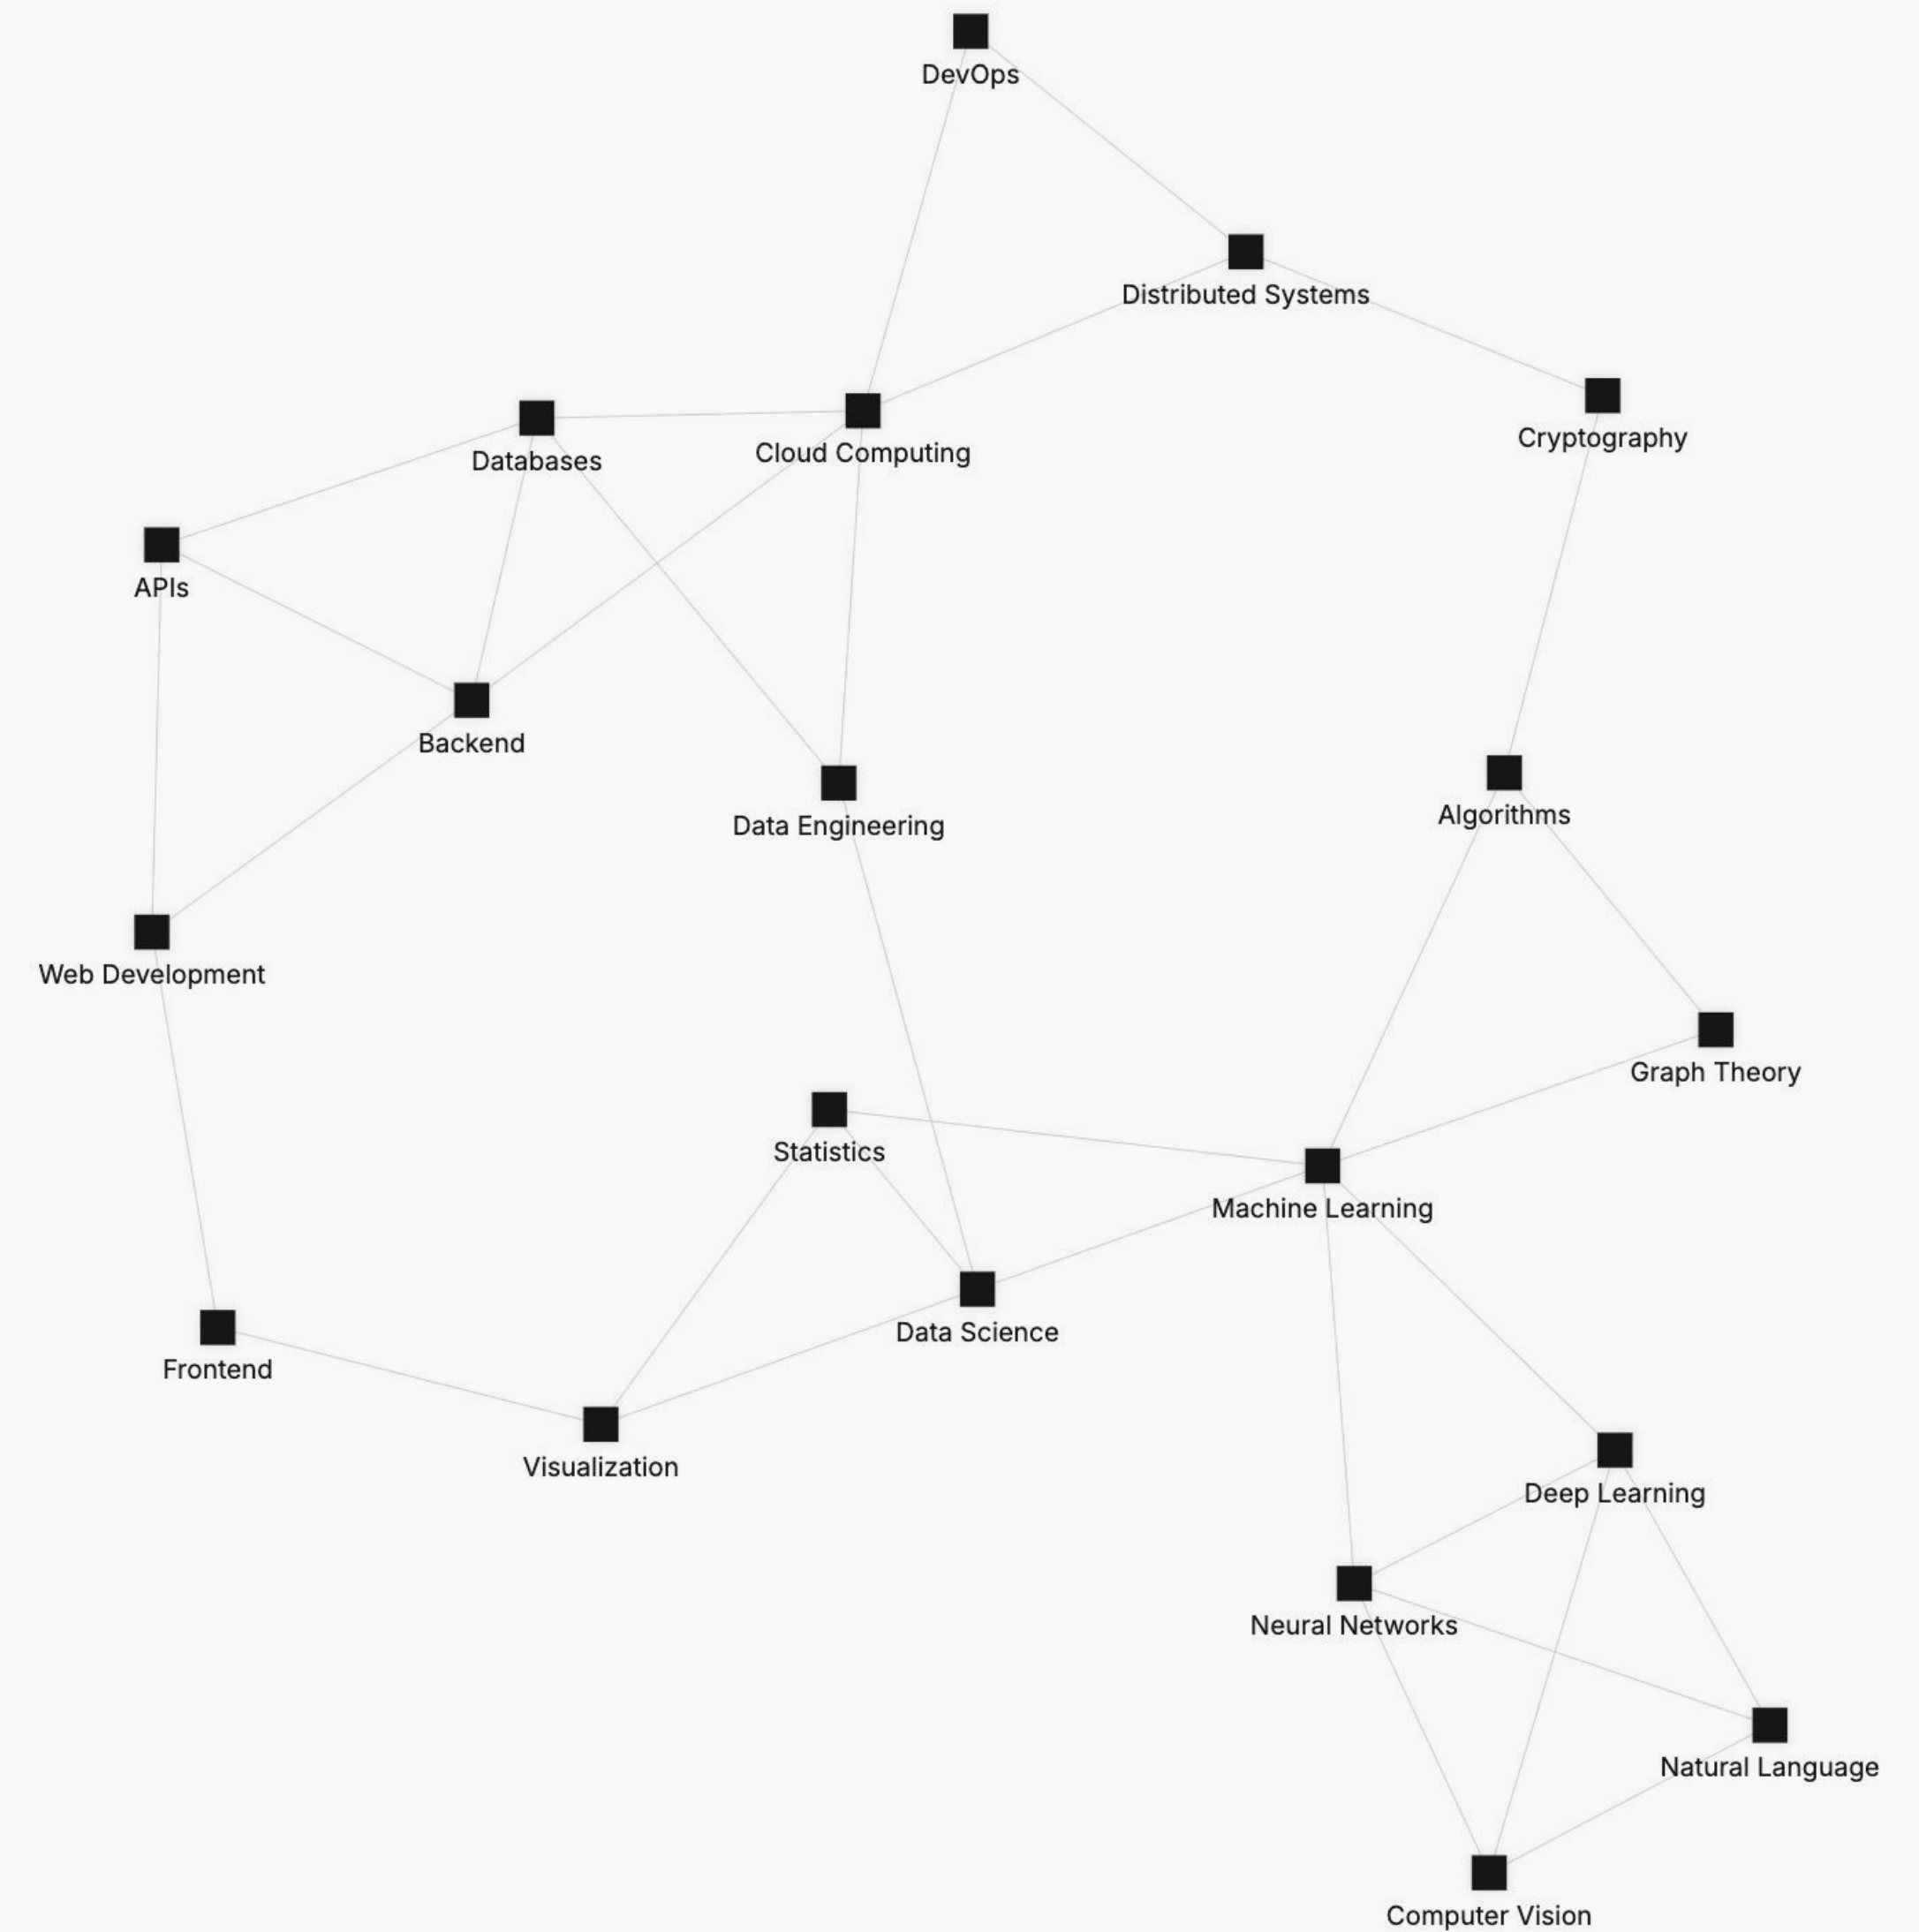 DevOps
Distributed Systems
Cryptography
Cloud Computing
Databases
APIs
Backend
Algorithms
Data Engineering
Web Development
Graph Theory
Statistics
Machine Learning
Data Science
Frontend
Visualization
Deep Learning
Neural Networks
Natural Language
Computer Vision